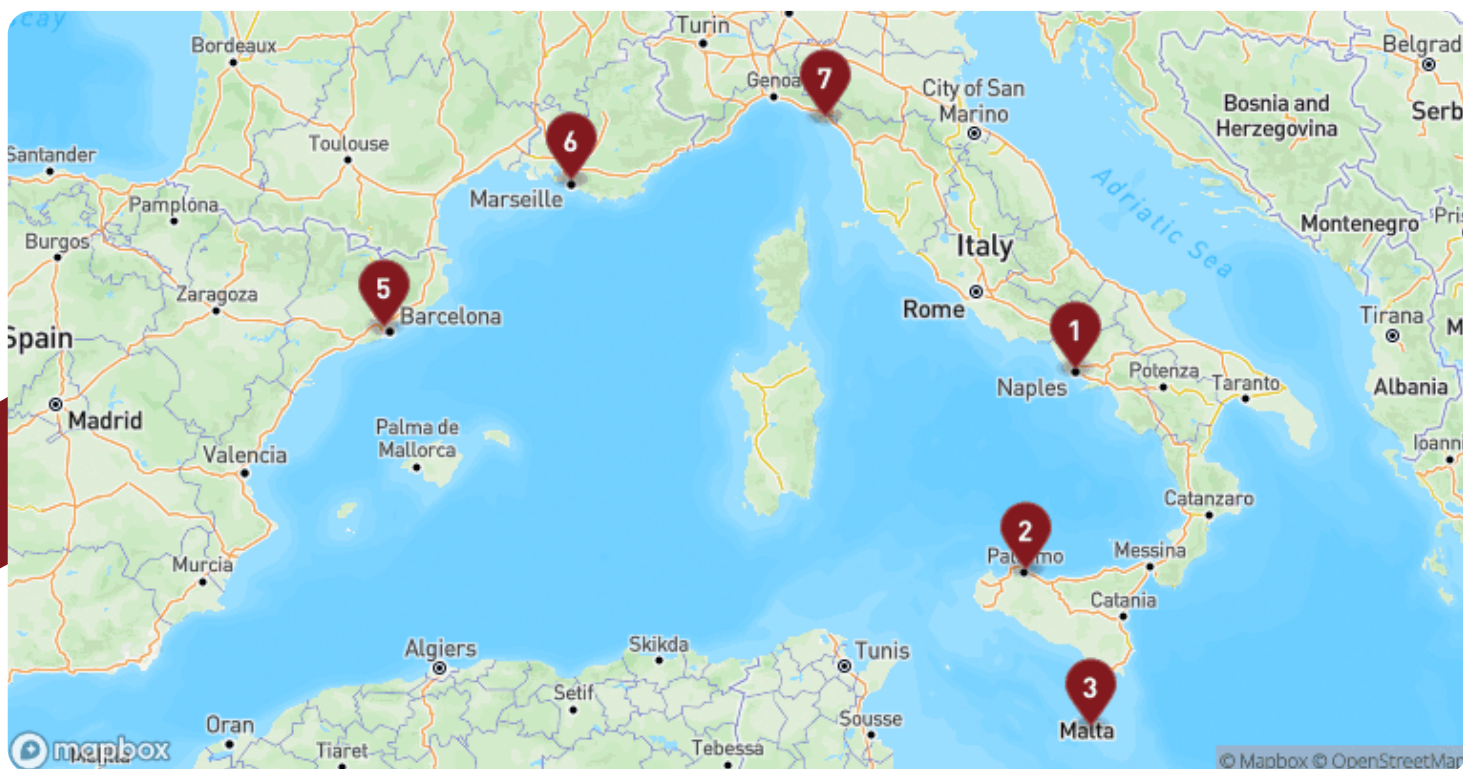 cay
Bordeaux
Turin
Belgrad
7
Genoa
City of San
Marino
Bosnia and
Herzegovina
Serb
6
Santander
Toulouse
Pamplona
Marseille
Adriatic Sea
Montenegro
Pris
Burgos
Italy
5
Zaragoza
Barcelona
Rome
1
Tirana
Spain
M
Naples
Potenza
Taranto
Albania
Madrid
Palma de
Mallorca
Valencia
Ioanni
Catanzaro
2
Murcia
Messina
Catania
Algiers
Skikda
Tunis
3
Setif
Oran
Sousse
Malta
mapbox
Tiaret
Tebessa
© Mapbox © OpenStreetMap